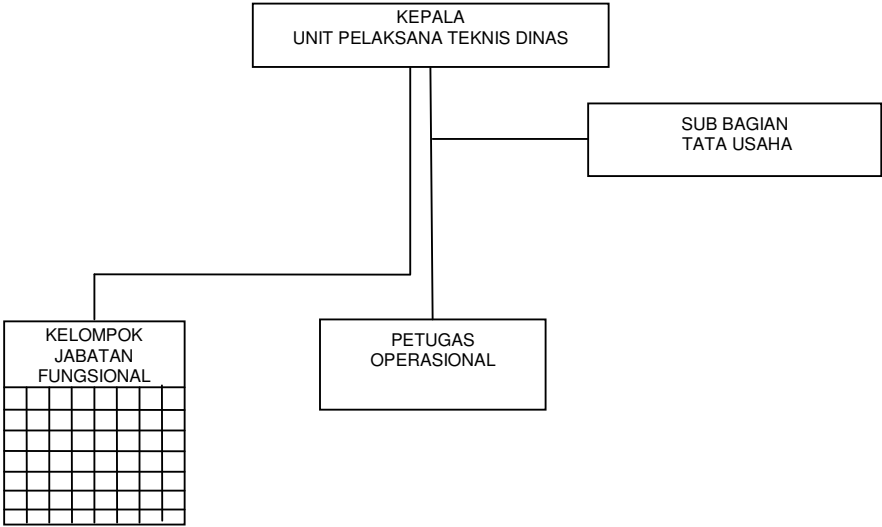 KEPALA
UNIT PELAKSANA TEKNIS DINAS
SUB BAGIAN
TATA USAHA
KELOMPOK
JABATAN
FUNGSIONAL
PETUGAS
OPERASIONAL